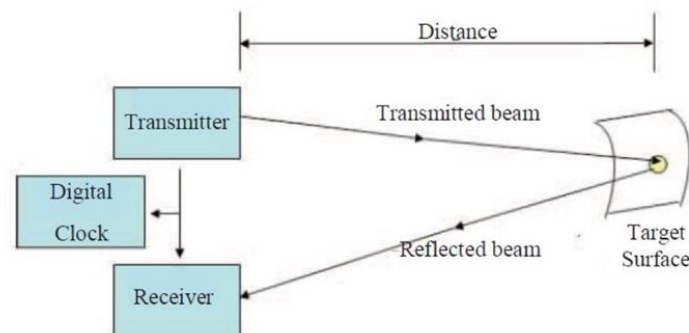 Distance
Transmitter
Transmitted beam
Digital
Clock
Reflected beam
Target
Surface
Receiver